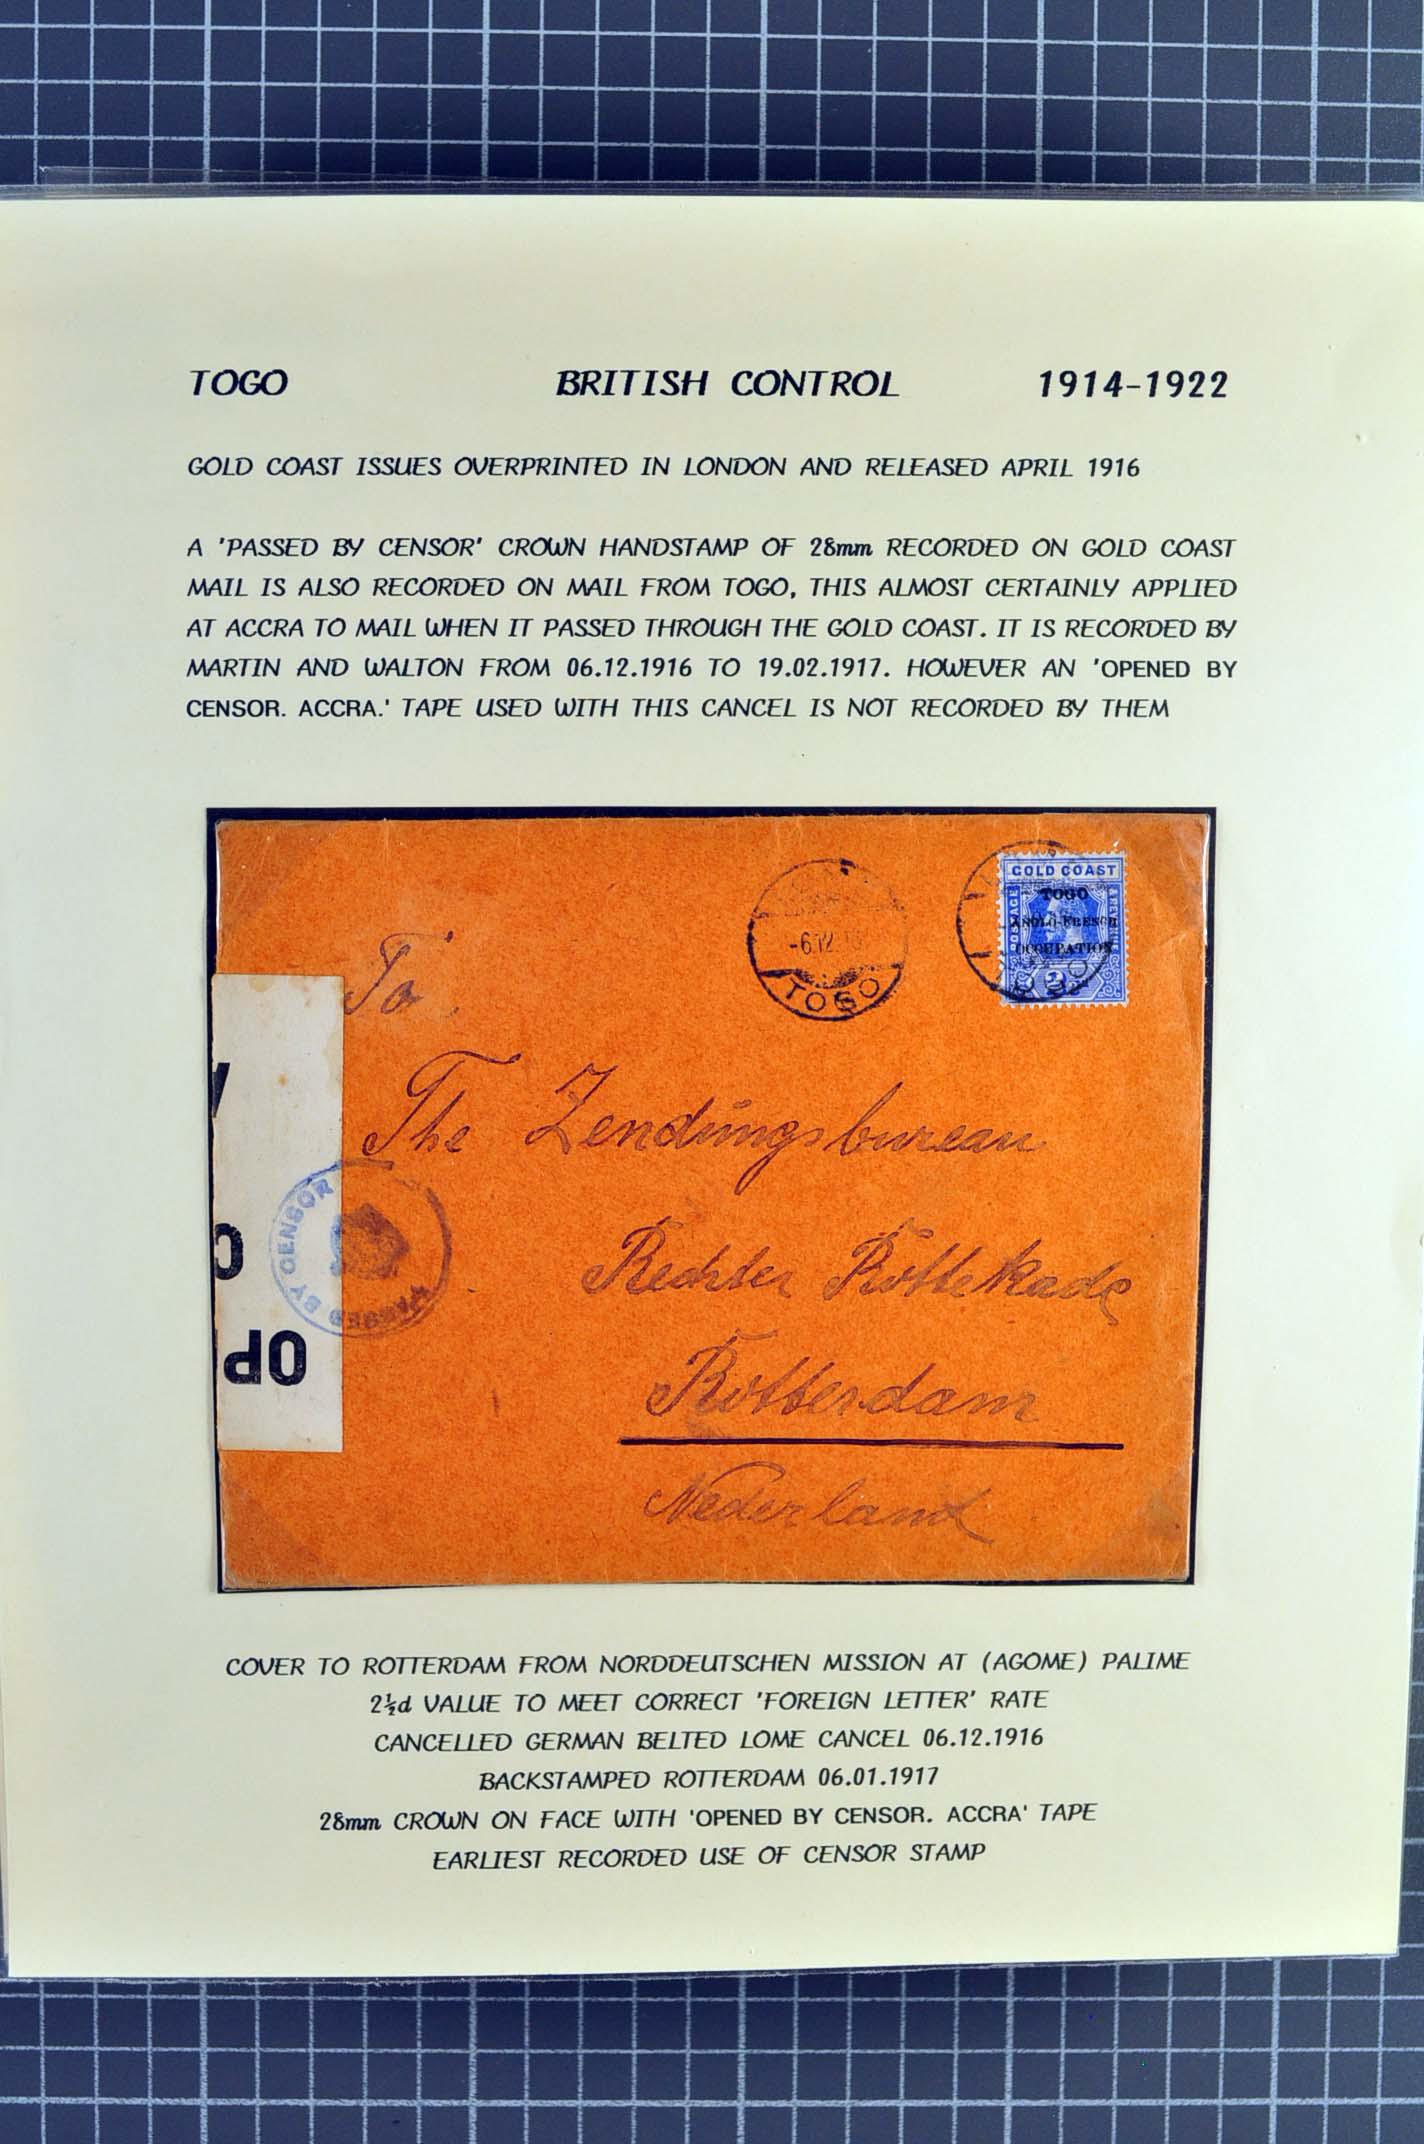 TOGO BRITISH CONTROL 1914-1922
GOLD COAST ISSUES OVERPRINTED IN LONDON AND RELEASED APRIL 1916
A 'PASSED BY CENSOR' CROWN HANDSTAMP OF 28mm RECORDED ON GOLD COAST
MAIL IS ALSO RECORDED ON MAIL FROM TOGO, THIS ALMOST CERTAINLY APPLIED
AT ACCRA TO MAIL WHEN IT PASSED THROUGH THE GOLD COAST. IT IS RECORDED BY
MARTIN AND WALTON FROM 06.12.1916 TO 19.02.1917. HOWEVER AN 'OPENED BY
CENSOR. ACCRA.' TAPE USED WITH THIS CANCEL IS NOT RECORDED BY THEM
GOLD COAST
TOGO
ANGLO-FRENCH
OCCUPATION
POSTAGE
-6.12.
TOGO
To
The Zendingsbureau
Rechter Rottekade
Rotterdam
Nederland
PASSED BY CENSOR
OP
C
A
COVER TO ROTTERDAM FROM NORDDEUTSCHEN MISSION AT (AGOME) PALIME
2½d VALUE TO MEET CORRECT 'FOREIGN LETTER' RATE
CANCELLED GERMAN BELTED LOME CANCEL 06.12.1916
BACKSTAMPED ROTTERDAM 06.01.1917
28mm CROWN ON FACE WITH 'OPENED BY CENSOR. ACCRA' TAPE
EARLIEST RECORDED USE OF CENSOR STAMP